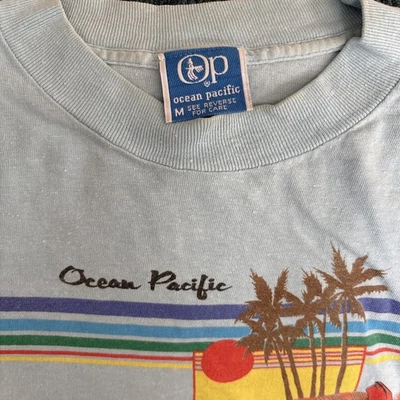 Op
®
ocean pacific
M SEE REVERSE
FOR CARE
Ocean Pacific